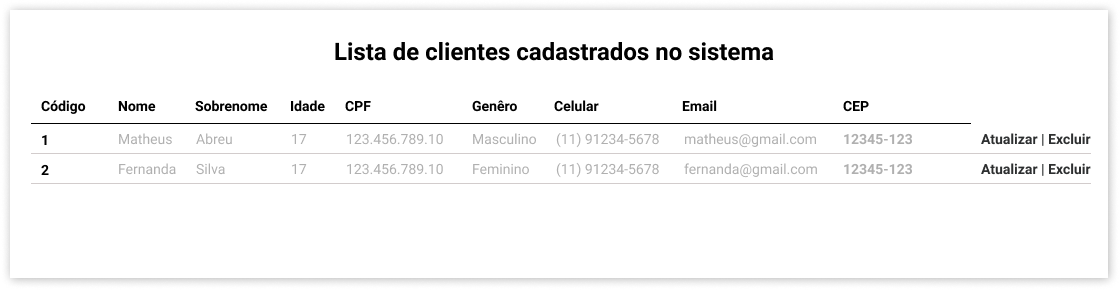 Lista de clientes cadastrados no sistema
Código Nome Sobrenome Idade CPF Genêro Celular Email CEP
1 Matheus Abreu 17 123.456.789.10 Masculino (11) 91234-5678 matheus@gmail.com 12345-123 Atualizar | Excluir
2 Fernanda Silva 17 123.456.789.10 Feminino (11) 91234-5678 fernanda@gmail.com 12345-123 Atualizar | Excluir